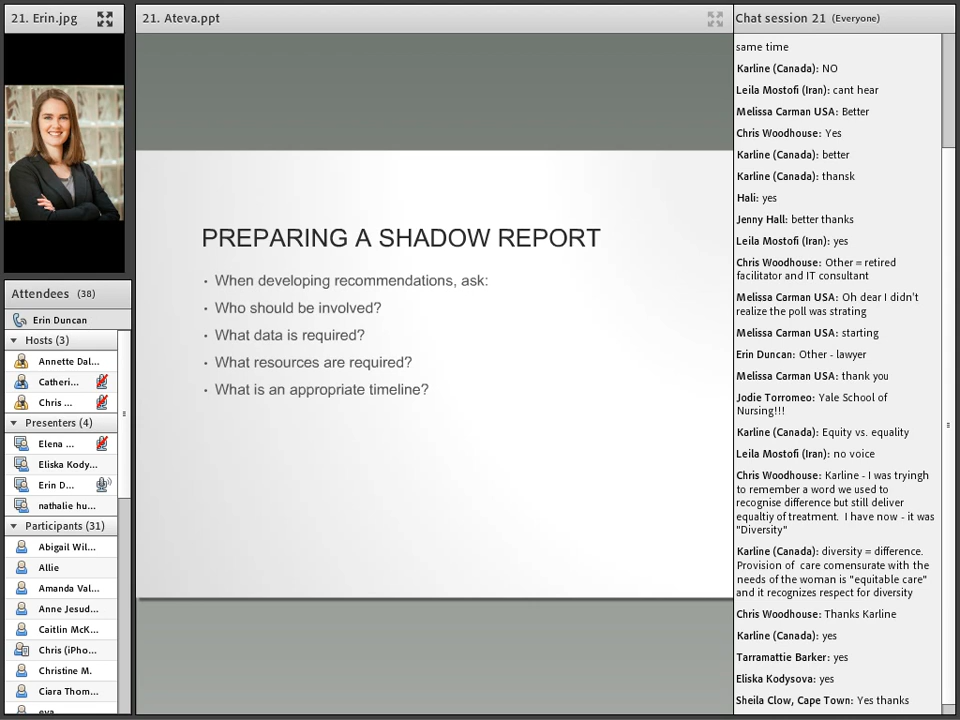 21. Erin.jpg
Attendees (38)
Erin Duncan
Hosts (3)
Annette Dal...
Catheri...
Chris ...
Presenters (4)
Elena ...
Eliska Kody...
Erin D...
nathalie hu...
Participants (31)
Abigail Wil...
Allie
Amanda Val...
Anne Jesud...
Caitlin McK...
Chris (iPho...
Christine M.
Ciara Thom...
eva
21. Ateva.ppt
PREPARING A SHADOW REPORT
• When developing recommendations, ask:
• Who should be involved?
• What data is required?
• What resources are required?
• What is an appropriate timeline?
Chat session 21 (Everyone)
same time
Karline (Canada): NO
Leila Mostofi (Iran): cant hear
Melissa Carman USA: Better
Chris Woodhouse: Yes
Karline (Canada): better
Karline (Canada): thansk
Hali: yes
Jenny Hall: better thanks
Leila Mostofi (Iran): yes
Chris Woodhouse: Other = retired
facilitator and IT consultant
Melissa Carman USA: Oh dear I didn't
realize the poll was strating
Melissa Carman USA: starting
Erin Duncan: Other - lawyer
Melissa Carman USA: thank you
Jodie Torromeo: Yale School of
Nursing!!!
Karline (Canada): Equity vs. equality
Leila Mostofi (Iran): no voice
Chris Woodhouse: Karline - I was tryingh
to remember a word we used to
recognise difference but still deliver
equaltiy of treatment. I have now - it was
"Diversity"
Karline (Canada): diversity = difference.
Provision of care comensurate with the
needs of the woman is "equitable care"
and it recognizes respect for diversity
Chris Woodhouse: Thanks Karline
Karline (Canada): yes
Tarramattie Barker: yes
Eliska Kodysova: yes
Sheila Clow, Cape Town: Yes thanks